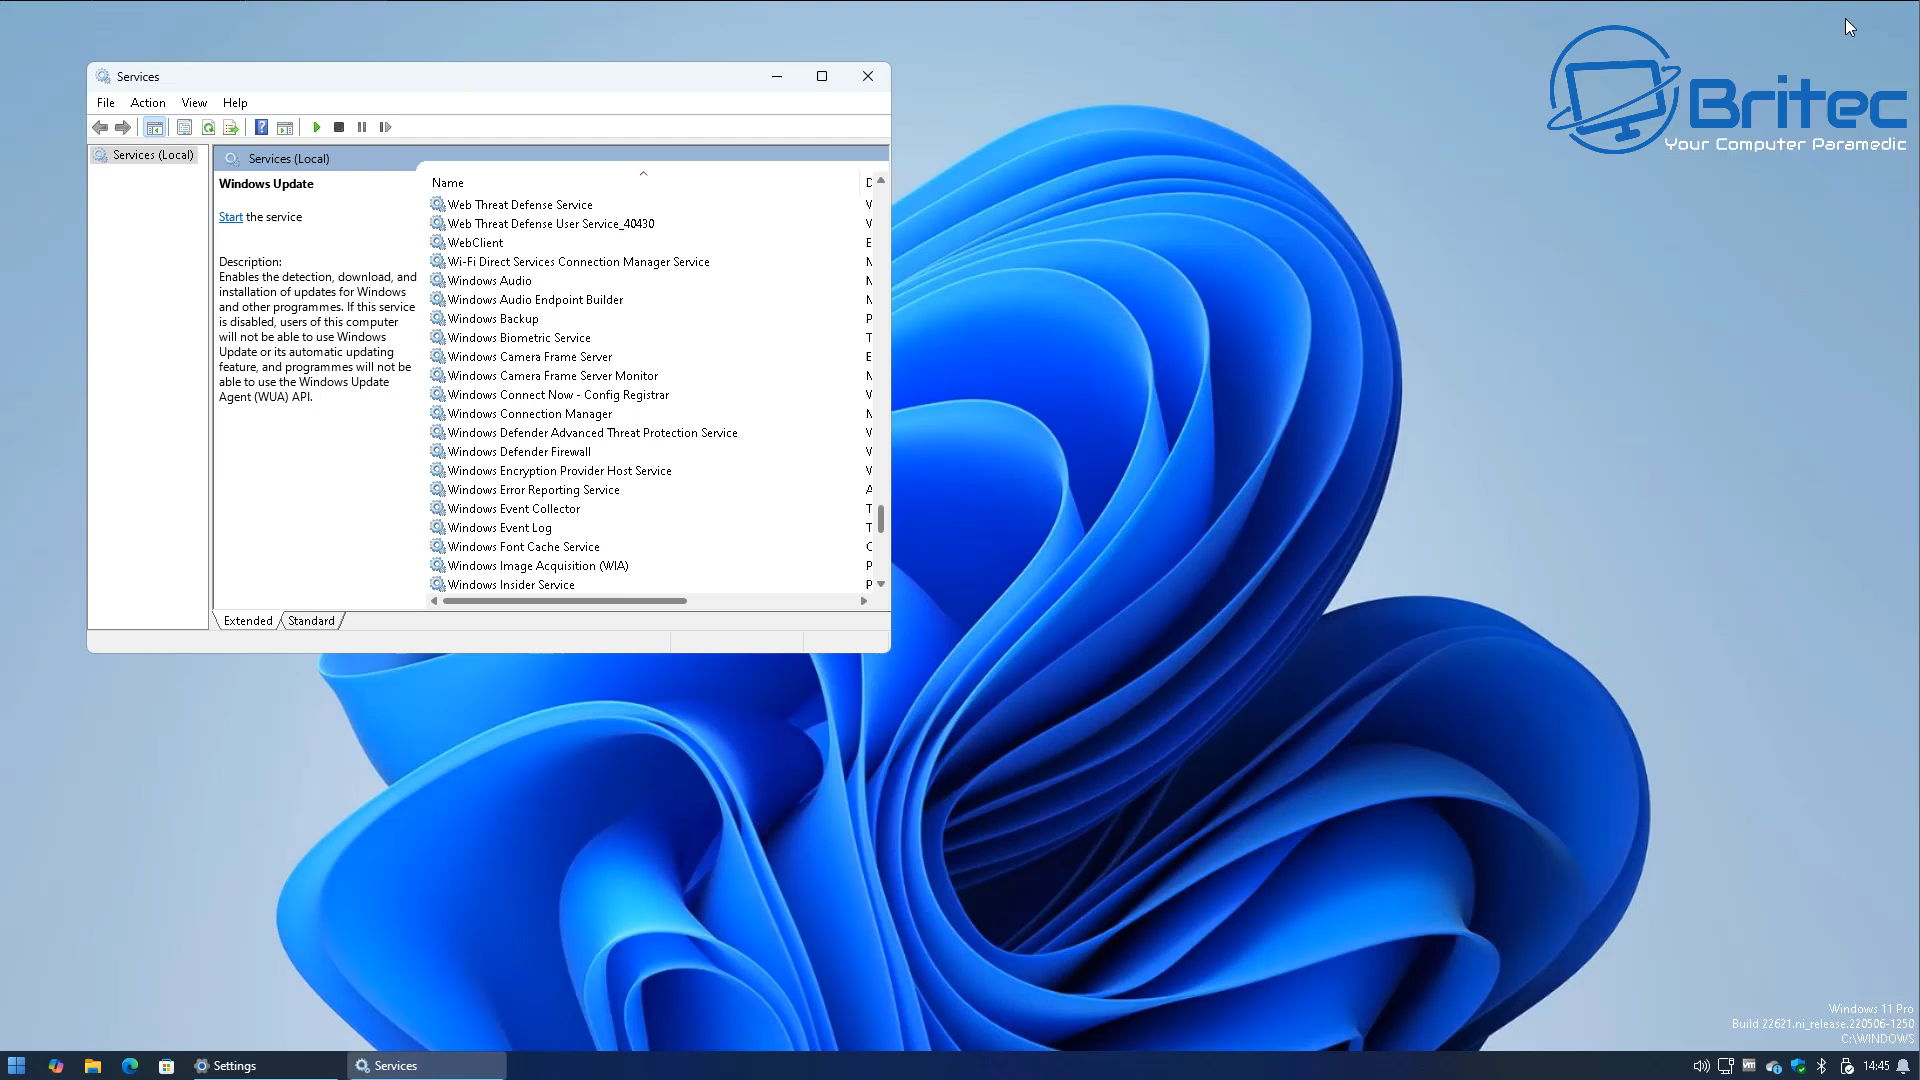 Britec
Your Computer Paramedic
Services
File Action View Help
Services (Local)
Services (Local)
Windows Update
Start the service
Description:
Enables the detection, download, and
installation of updates for Windows
and other programmes. If this service
is disabled, users of this computer
will not be able to use Windows
Update or its automatic updating
feature, and programmes will not be
able to use the Windows Update
Agent (WUA) API.
Name D
Web Threat Defense Service
Web Threat Defense User Service_40430
WebClient
Wi-Fi Direct Services Connection Manager Service
Windows Audio
Windows Audio Endpoint Builder
Windows Backup
Windows Biometric Service
Windows Camera Frame Server
Windows Camera Frame Server Monitor
Windows Connect Now - Config Registrar
Windows Connection Manager
Windows Defender Advanced Threat Protection Service
Windows Defender Firewall
Windows Encryption Provider Host Service
Windows Error Reporting Service
Windows Event Collector
Windows Event Log
Windows Font Cache Service
Windows Image Acquisition (WIA)
Windows Insider Service
Extended Standard
Windows 11 Pro
Build 22621.ni_release.220506-1250
C:\WINDOWS
Settings Services 14:45